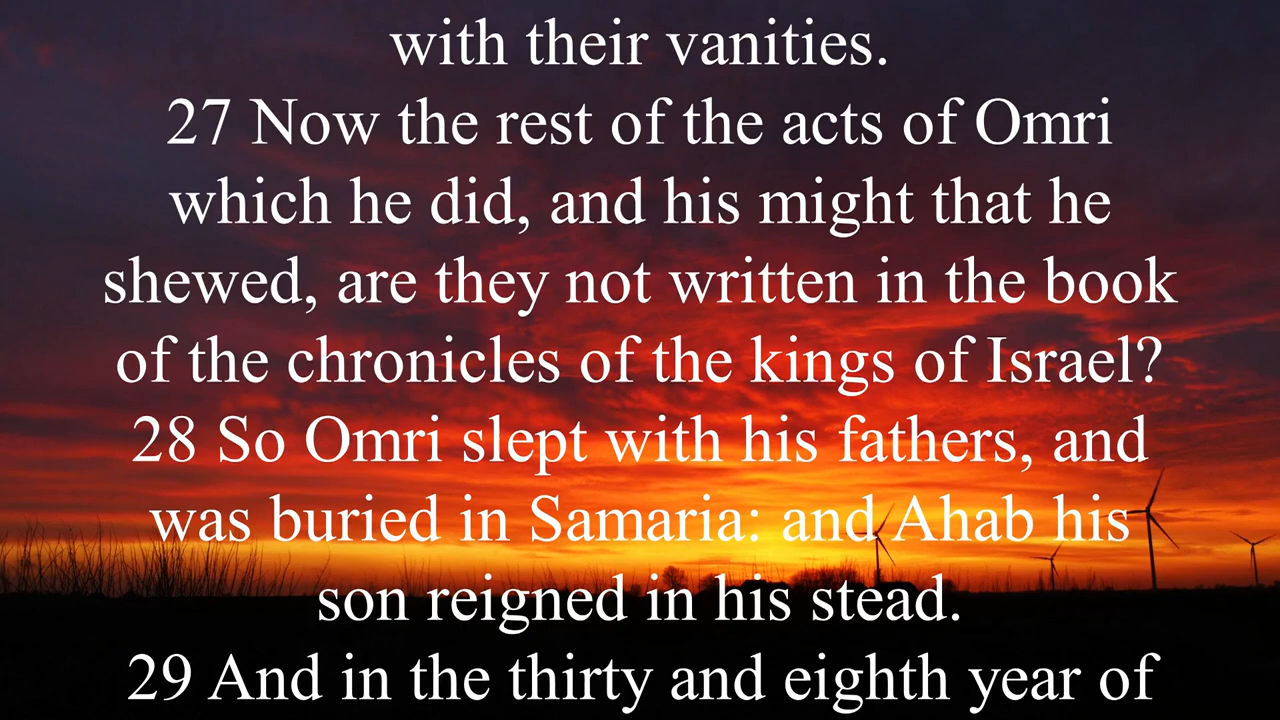 with their vanities.
27 Now the rest of the acts of Omri
which he did, and his might that he
shewed, are they not written in the book
of the chronicles of the kings of Israel?
28 So Omri slept with his fathers, and
was buried in Samaria: and Ahab his
son reigned in his stead.
29 And in the thirty and eighth year of